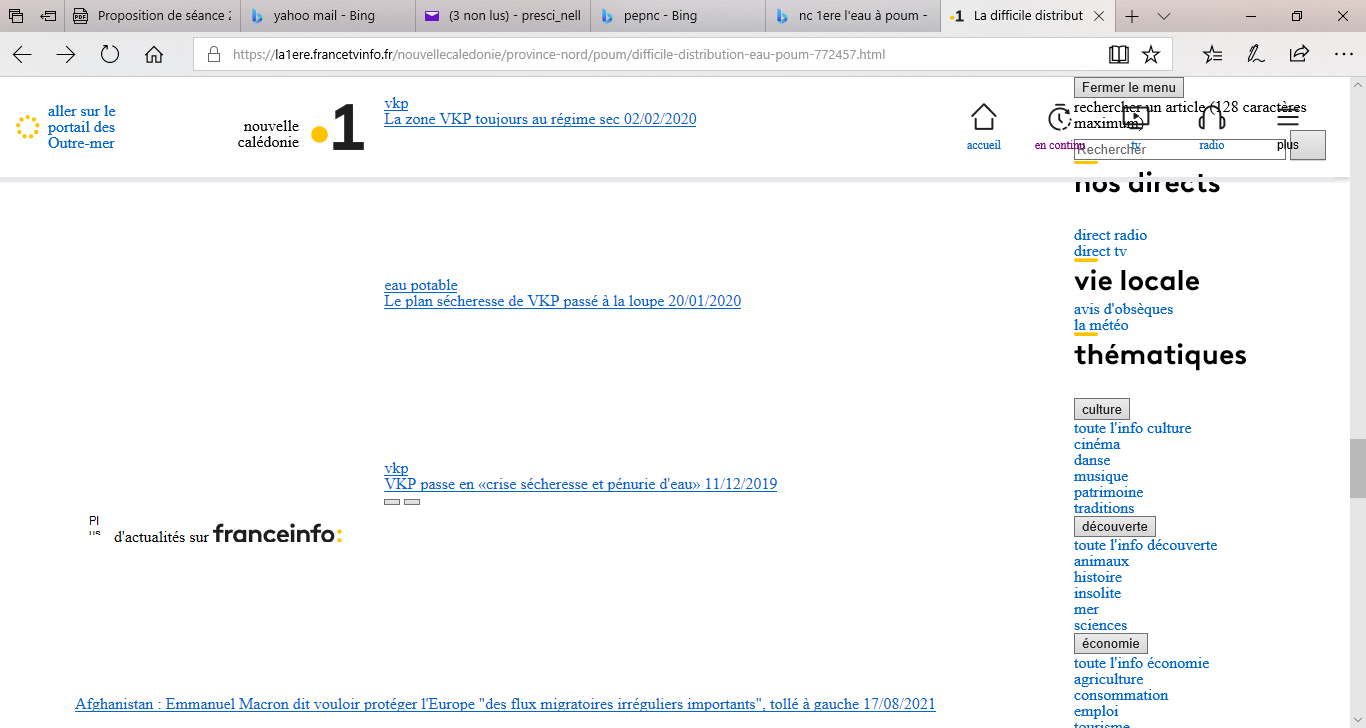 Proposition de séance 2
yahoo mail - Bing
(3 non lus) - presci_nell
pepnc - Bing
nc 1ere l'eau à poum -
La difficile distribut
https://la1ere.francetvinfo.fr/nouvellecaledonie/province-nord/poum/difficile-distribution-eau-poum-772457.html
aller sur le
portail des
Outre-mer
nouvelle
calédonie
1
vkp
La zone VKP toujours au régime sec 02/02/2020
accueil
en continu
tv
radio
plus
Fermer le menu
rechercher un article (128 caractères
maximum)
Rechercher
nos directs
direct radio
direct tv
vie locale
avis d'obsèques
la météo
thématiques
culture
toute l'info culture
cinéma
danse
musique
patrimoine
traditions
découverte
toute l'info découverte
animaux
histoire
insolite
mer
sciences
économie
toute l'info économie
agriculture
consommation
emploi
tourisme
eau potable
Le plan sécheresse de VKP passé à la loupe 20/01/2020
vkp
VKP passe en «crise sécheresse et pénurie d'eau» 11/12/2019
Pl
us
d'actualités sur franceinfo:
Afghanistan : Emmanuel Macron dit vouloir protéger l'Europe "des flux migratoires irréguliers importants", tollé à gauche 17/08/2021